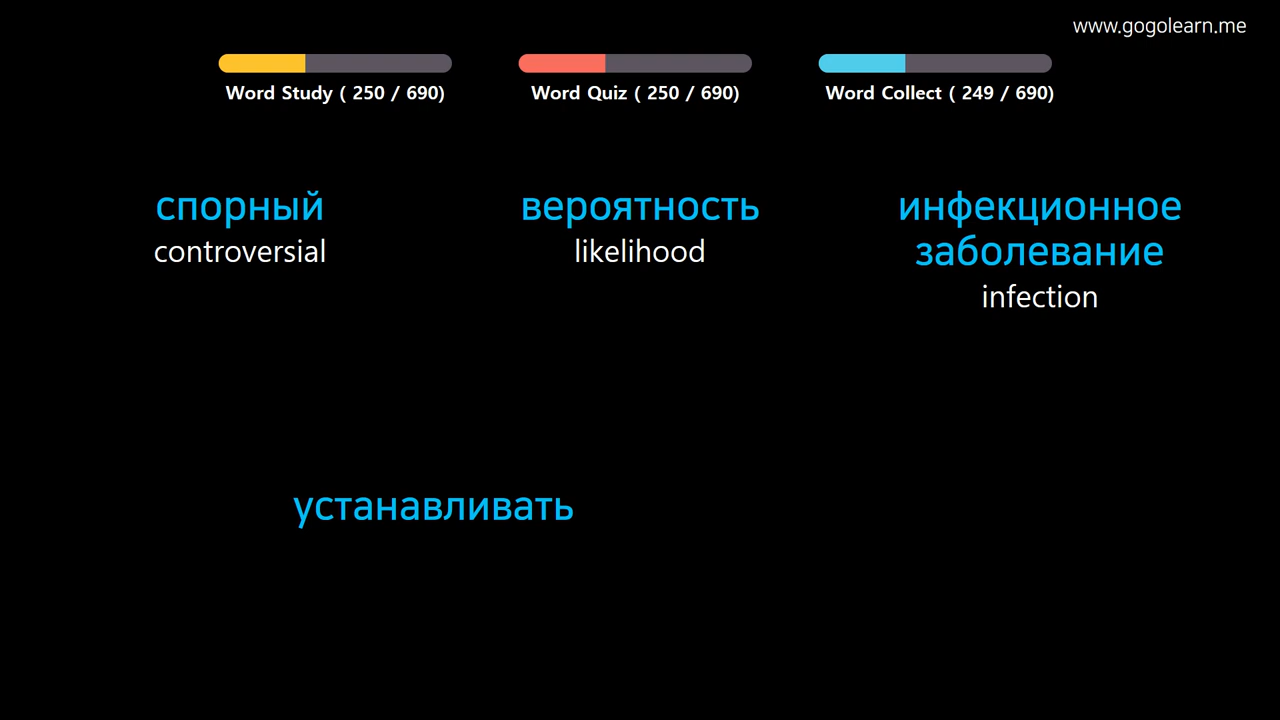 www.gogolearn.me
Word Study ( 250 / 690)
Word Quiz ( 250 / 690)
Word Collect ( 249 / 690)
спорный
controversial
вероятность
likelihood
инфекционное
заболевание
infection
устанавливать